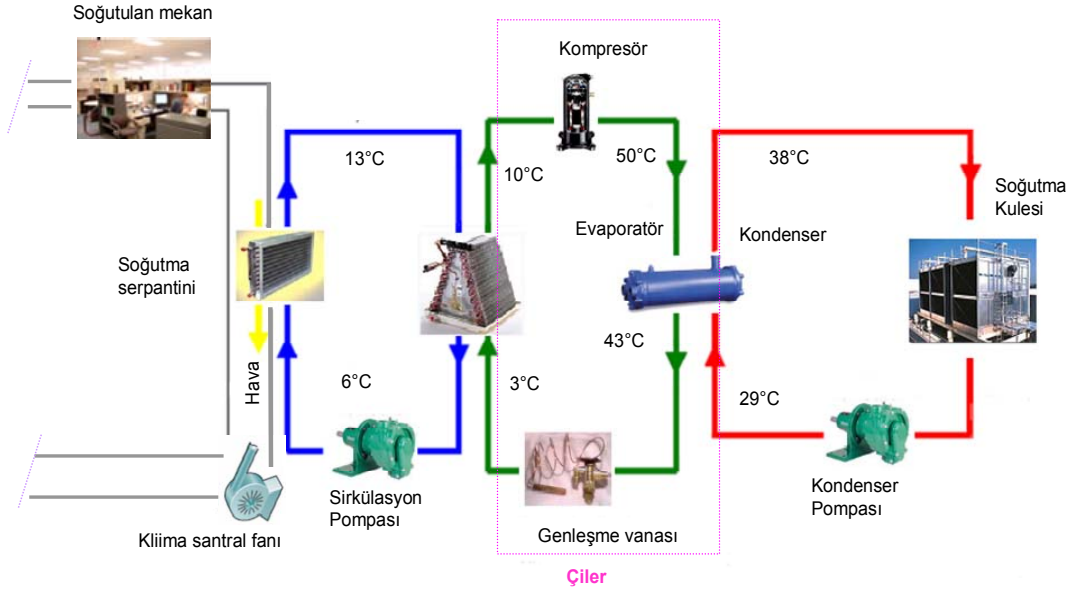 Soğutulan mekan
Kompresör
13°C
10°C
50°C
38°C
Soğutma
Kulesi
Evaporatör
Kondenser
Soğutma
serpantini
Hava
6°C
3°C
43°C
29°C
Sirkülasyon
Pompası
Kondenser
Pompası
Kliima santral fanı
Genleşme vanası
Çiler